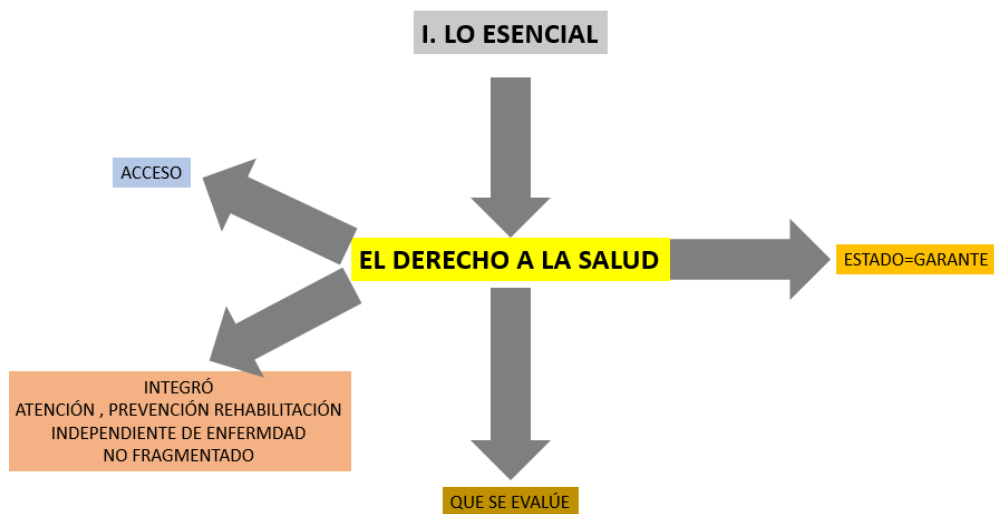 I. LO ESENCIAL
ACCESO
EL DERECHO A LA SALUD
ESTADO=GARANTE
INTEGRÓ
ATENCIÓN , PREVENCIÓN REHABILITACIÓN
INDEPENDIENTE DE ENFERMDAD
NO FRAGMENTADO
QUE SE EVALÚE